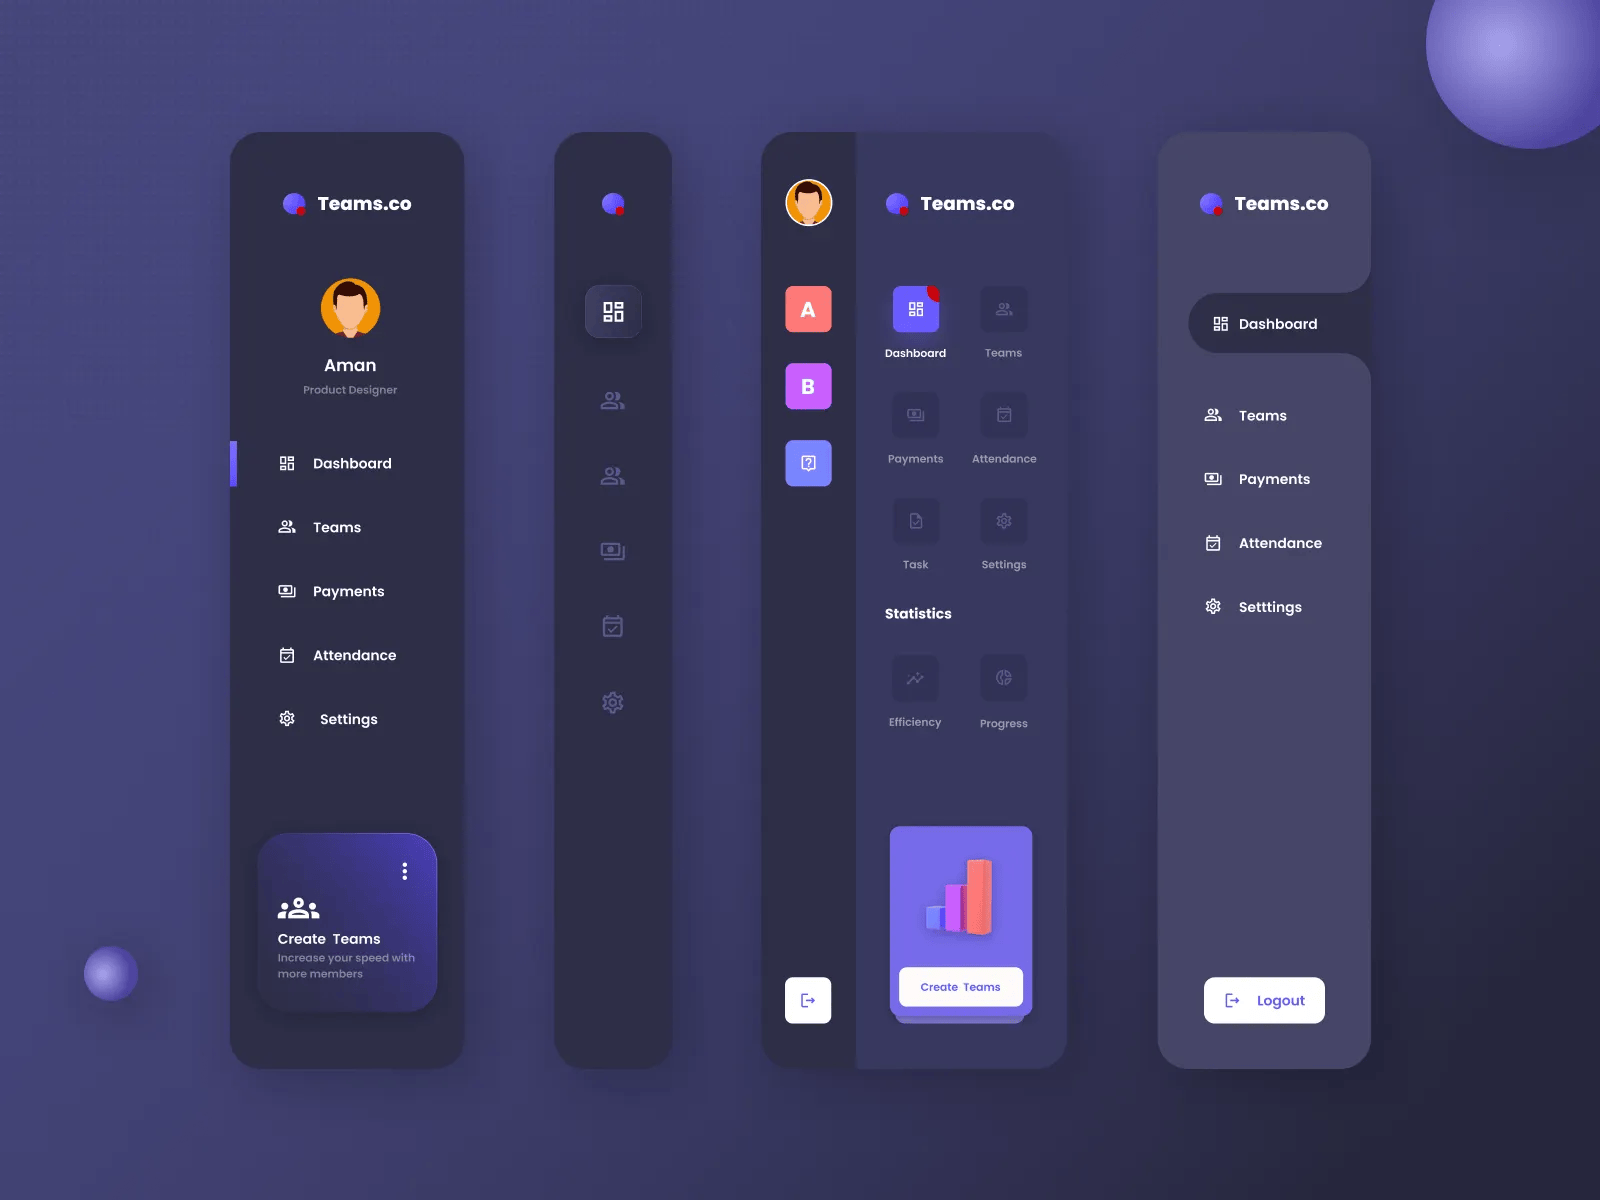 Teams.co
Aman
Product Designer
Dashboard
Teams
Payments
Attendance
Settings
Create Teams
Increase your speed with
more members
A
B
?
Teams.co
Dashboard Teams
Payments Attendance
Task Settings
Statistics
Efficiency Progress
Create Teams
Teams.co
Dashboard
Teams
Payments
Attendance
Setttings
Logout